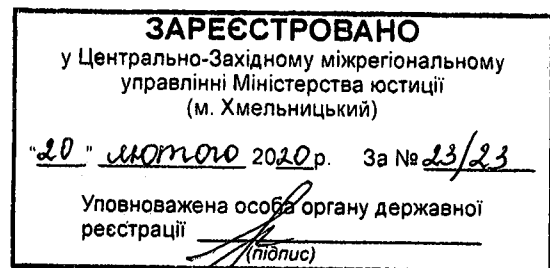 ЗАРЕЄСТРОВАНО
у Центрально-Західному міжрегіональному
управлінні Міністерства юстиції
(м. Хмельницький)
"20" лютого 2020 р. За № 23/23
Уповноважена особа органу державної
реєстрації
(підпис)